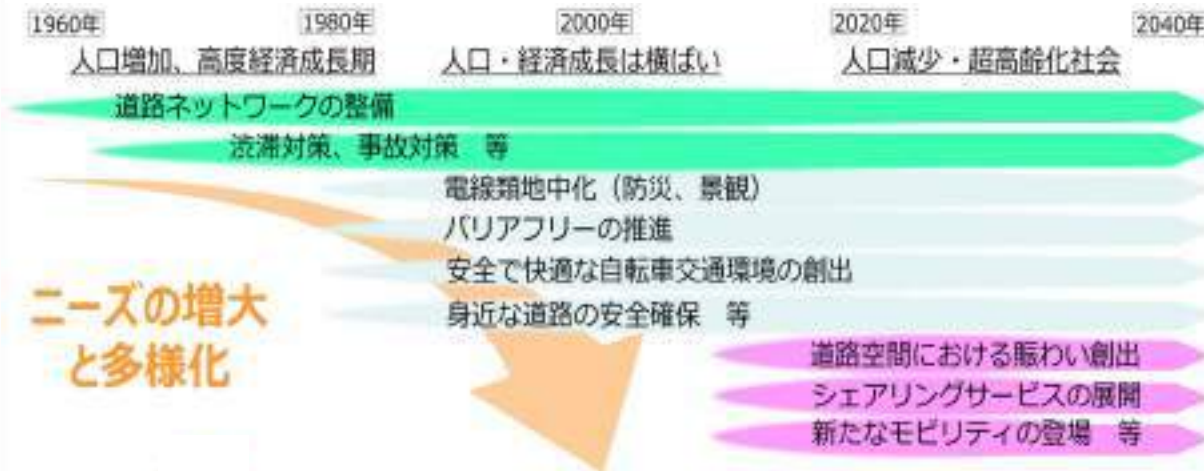 1960年 1980年 2000年 2020年 2040年
人口増加、高度経済成長期 人口・経済成長は横ばい 人口減少・超高齢化社会
道路ネットワークの整備
渋滞対策、事故対策 等
電線類地中化（防災、景観）
バリアフリーの推進
安全で快適な自転車交通環境の創出
身近な道路の安全確保 等
ニーズの増大
と多様化
道路空間における賑わい創出
シェアリングサービスの展開
新たなモビリティの登場 等